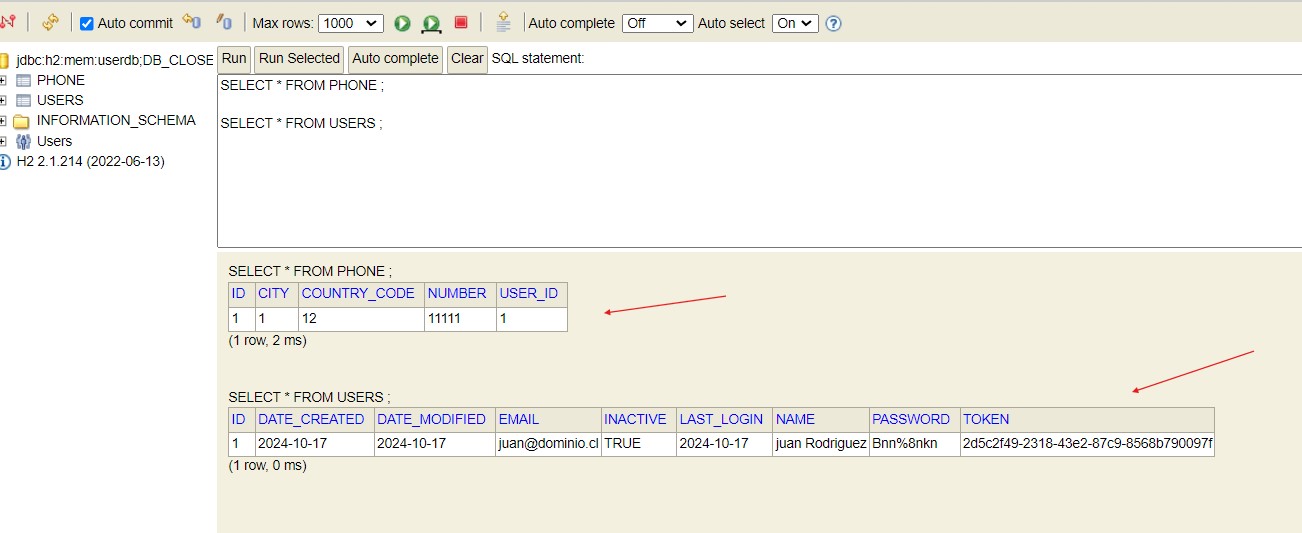 Auto commit Max rows: 1000 Auto complete Off Auto select On ?
jdbc:h2:mem:userdb;DB_CLOSE
PHONE
USERS
INFORMATION_SCHEMA
Users
H2 2.1.214 (2022-06-13)
Run Run Selected Auto complete Clear SQL statement:
SELECT * FROM PHONE ;
SELECT * FROM USERS ;
SELECT * FROM PHONE ;
ID CITY COUNTRY_CODE NUMBER USER_ID
1 1 12 11111 1
(1 row, 2 ms)
SELECT * FROM USERS ;
ID DATE_CREATED DATE_MODIFIED EMAIL INACTIVE LAST_LOGIN NAME PASSWORD TOKEN
1 2024-10-17 2024-10-17 juan@dominio.cl TRUE 2024-10-17 juan Rodriguez Bnn%8nkn 2d5c2f49-2318-43e2-87c9-8568b790097f
(1 row, 0 ms)